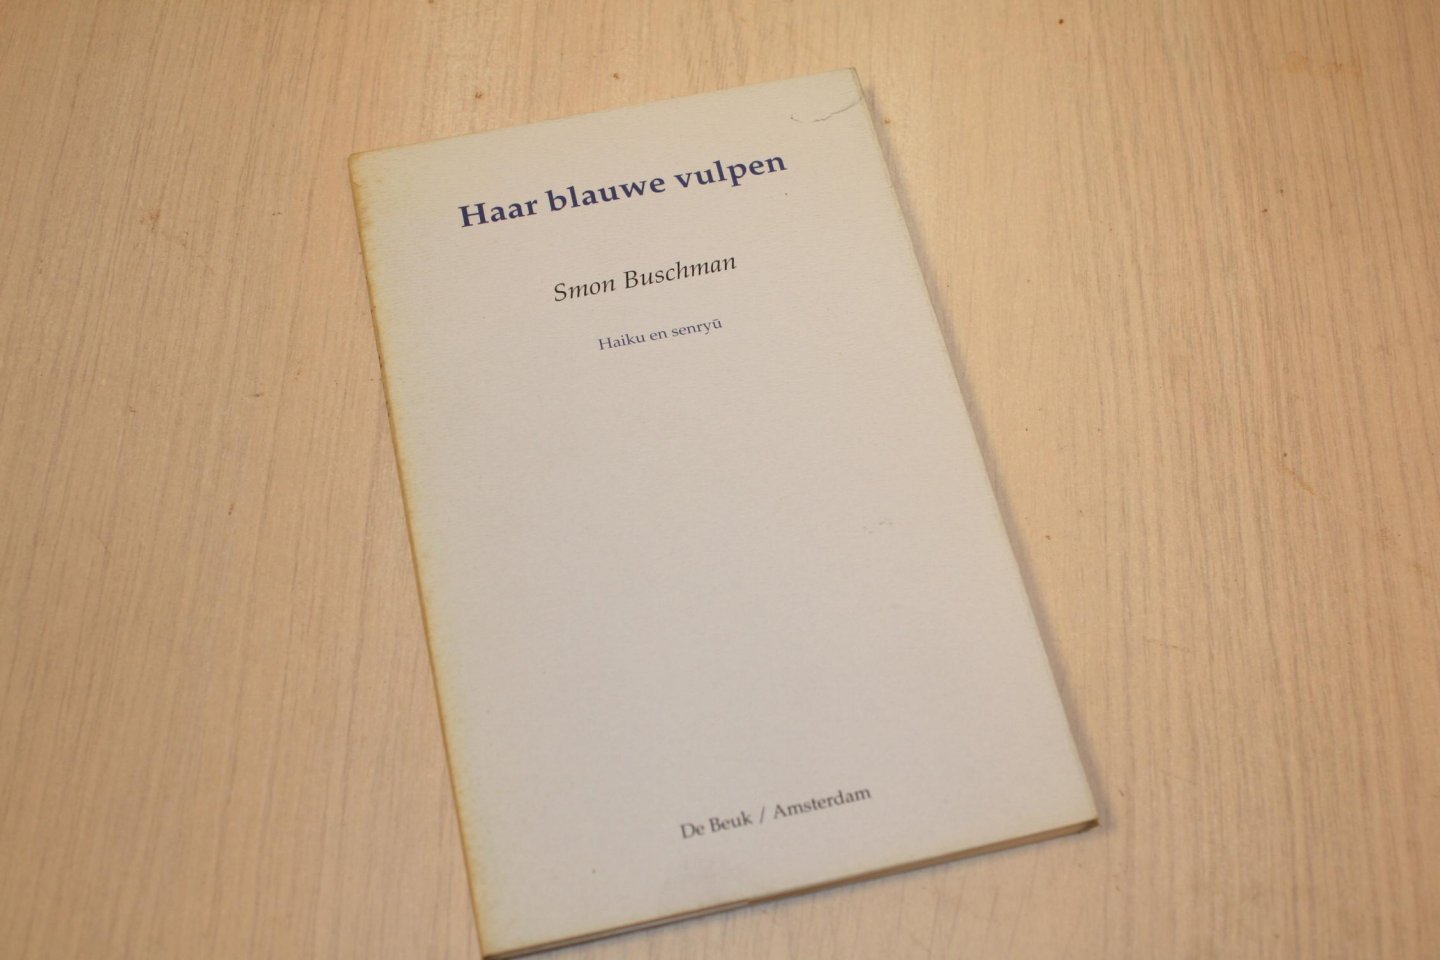 Haar blauwe vulpen
Smon Buschman
Haiku en senryū
De Beuk / Amsterdam